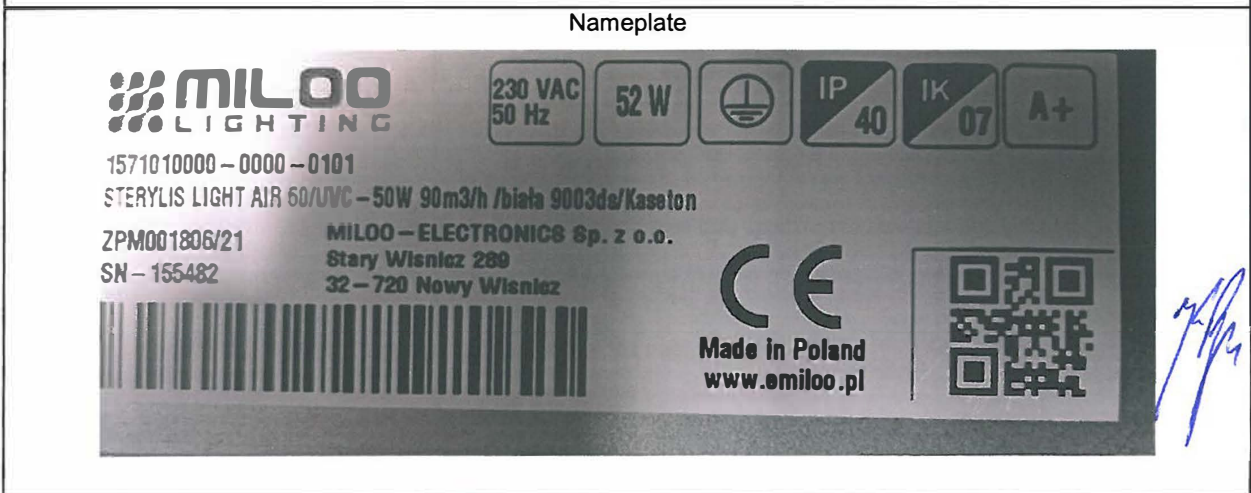 Nameplate
MILOO
LIGHTING
230 VAC
50 Hz
52 W
IP
40
IK
07
A+
1571010000-0000-0101
STERYLIS LIGHT AIR 60/UVC-50W 90m3/h /biała 9003ds/Kaseton
ZPM001806/21
SN-155482
MILOO-ELECTRONICS Sp. z o.o.
Stary Wisnicz 289
32-720 Nowy Wisnicz
CE
Made in Poland
www.emiloo.pl